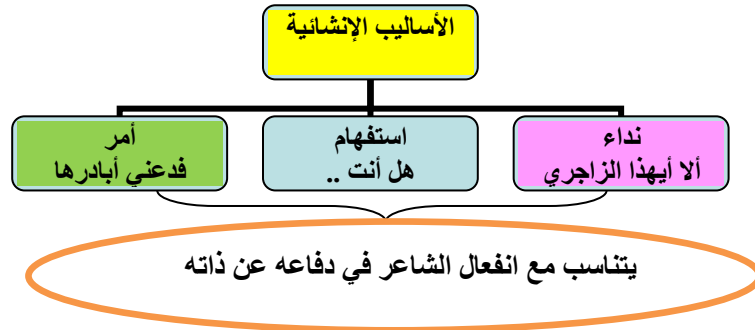 الأساليب الإنشائية
نداء
ألا أيهذا الزاجري
استفهام
هل أنت ..
أمر
فدعني أبادرها
يتناسب مع انفعال الشاعر في دفاعه عن ذاته